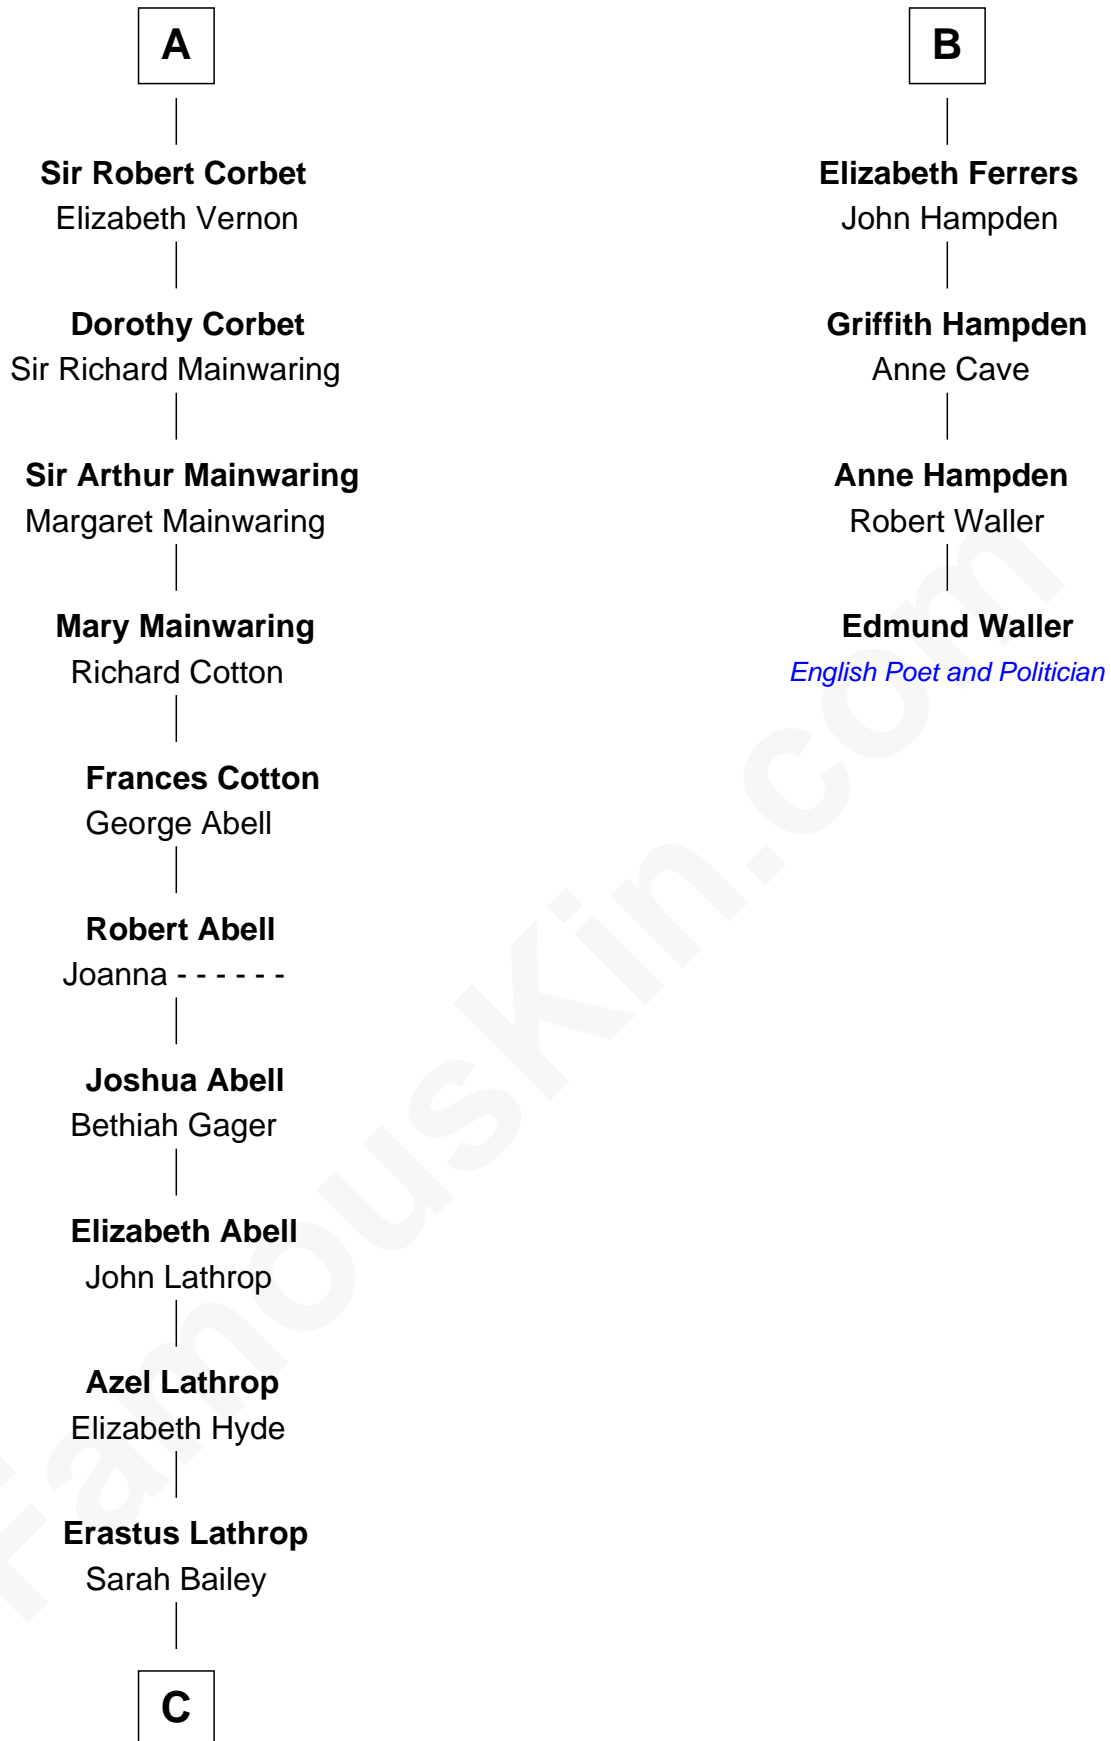 A
Sir Robert Corbet
Elizabeth Vernon
Dorothy Corbet
Sir Richard Mainwaring
Sir Arthur Mainwaring
Margaret Mainwaring
Mary Mainwaring
Richard Cotton
Frances Cotton
George Abell
Robert Abell
Joanna - - - - - -
Joshua Abell
Bethiah Gager
Elizabeth Abell
John Lathrop
Azel Lathrop
Elizabeth Hyde
Erastus Lathrop
Sarah Bailey
C
B
Elizabeth Ferrers
John Hampden
Griffith Hampden
Anne Cave
Anne Hampden
Robert Waller
Edmund Waller
English Poet and Politician
FamousKin.com